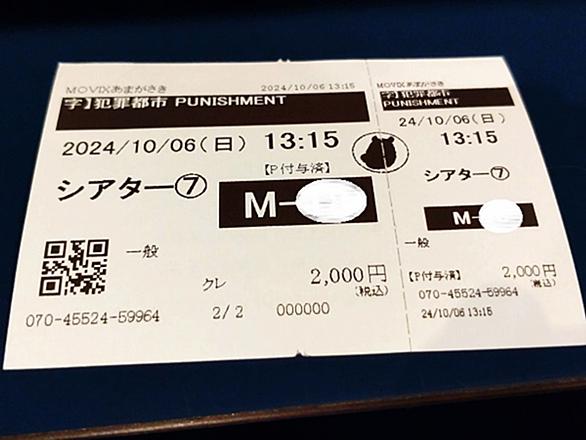 MOVIXあまがさき 2024/10/06 13:15
字】犯罪都市 PUNISHMENT
2024/10/06(日) 13:15
【P付与済】
シアター⑦
M-
一般
クレ 2,000円
(税込)
070-45524-59964 2/2 000000
MOVIXあまがさき
字】犯罪都市
PUNISHMENT
24/10/06(日)
13:15
シアター⑦
M-
一般
【P付与済】 2,000円
(税込)
070-45524-59964
24/10/06 13:15